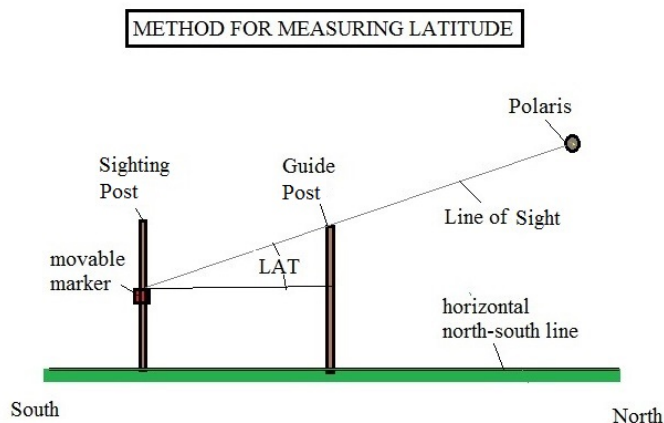 METHOD FOR MEASURING LATITUDE
Polaris
Sighting
Post
Guide
Post
Line of Sight
movable
marker
LAT
horizontal
north-south line
South
North